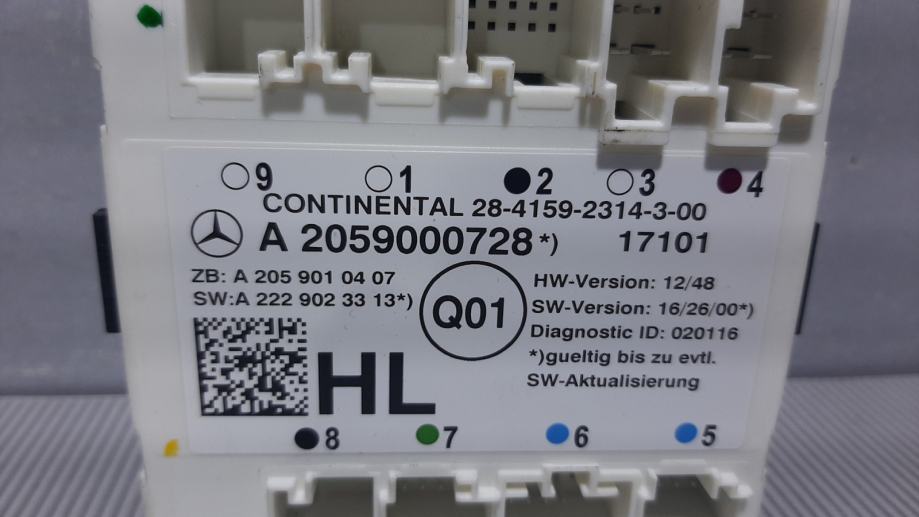 9 1 2 3 4
CONTINENTAL 28-4159-2314-3-00
A 2059000728*) 17101
ZB: A 205 901 04 07
SW:A 222 902 33 13*)
Q01
HW-Version: 12/48
SW-Version: 16/26/00*)
Diagnostic ID: 020116
*)gueltig bis zu evtl.
SW-Aktualisierung
HL
8 7 6 5